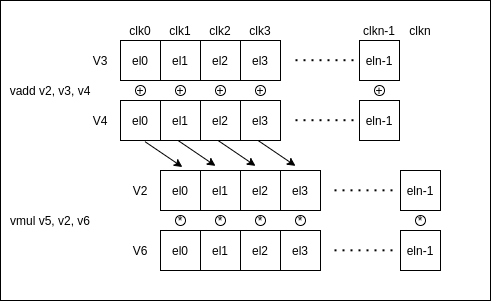 clk0 clk1 clk2 clk3 clkn-1 clkn
V3 el0 el1 el2 el3 ········ eln-1
vadd v2, v3, v4 + + + + +
V4 el0 el1 el2 el3 ········ eln-1
V2 el0 el1 el2 el3 ········ eln-1
vmul v5, v2, v6 * * * * *
V6 el0 el1 el2 el3 ········ eln-1